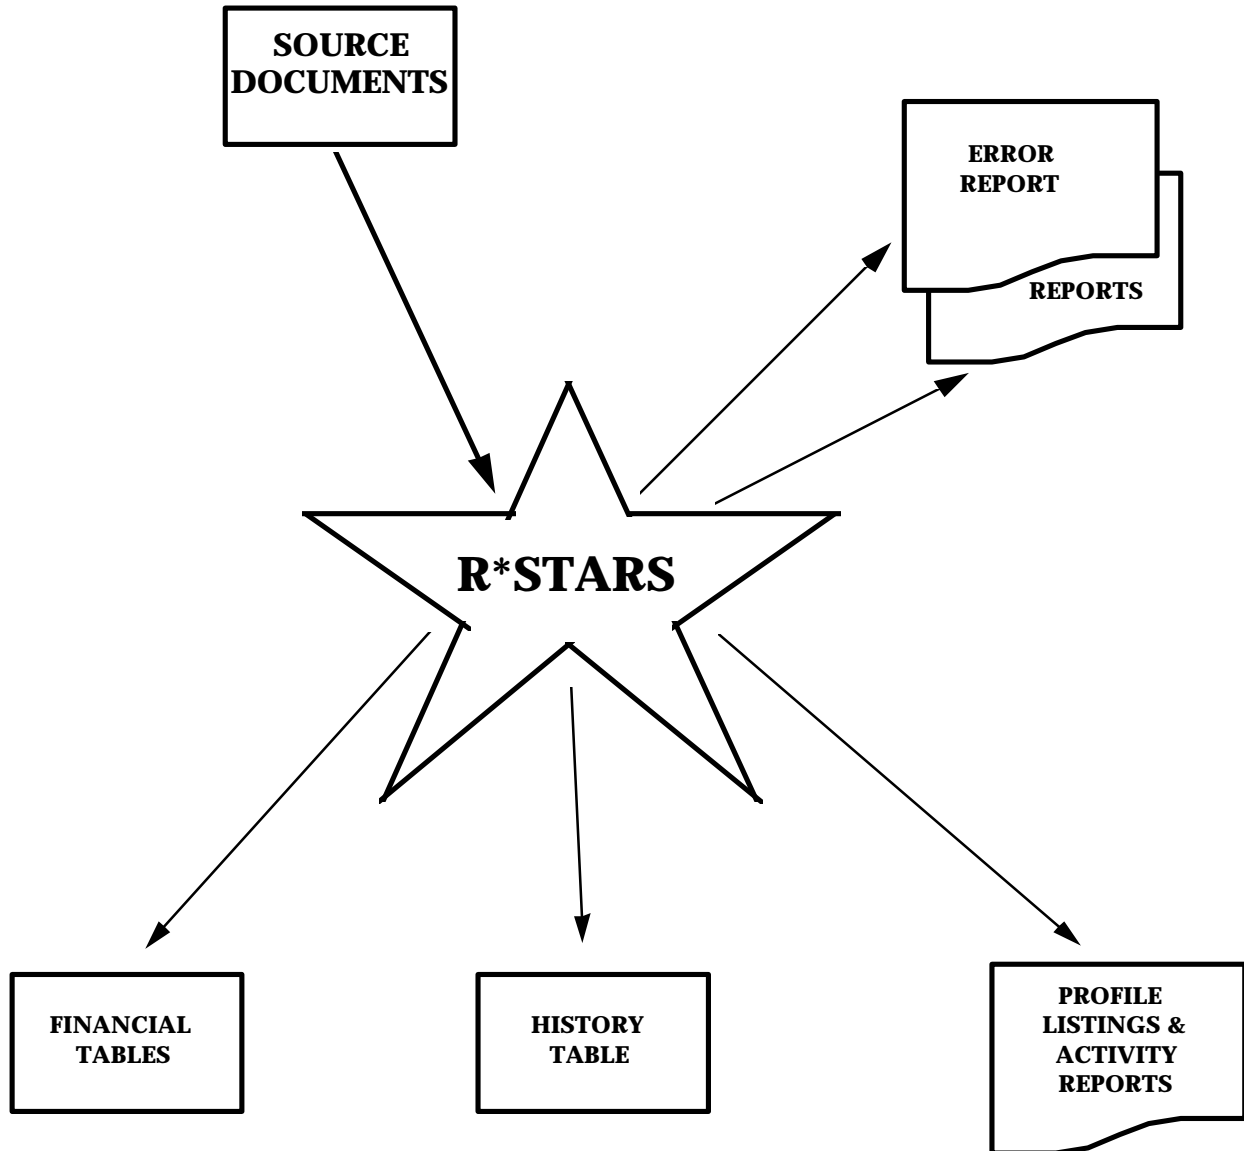 SOURCE
DOCUMENTS
ERROR
REPORT
REPORTS
R*STARS
FINANCIAL
TABLES
HISTORY
TABLE
PROFILE
LISTINGS &
ACTIVITY
REPORTS